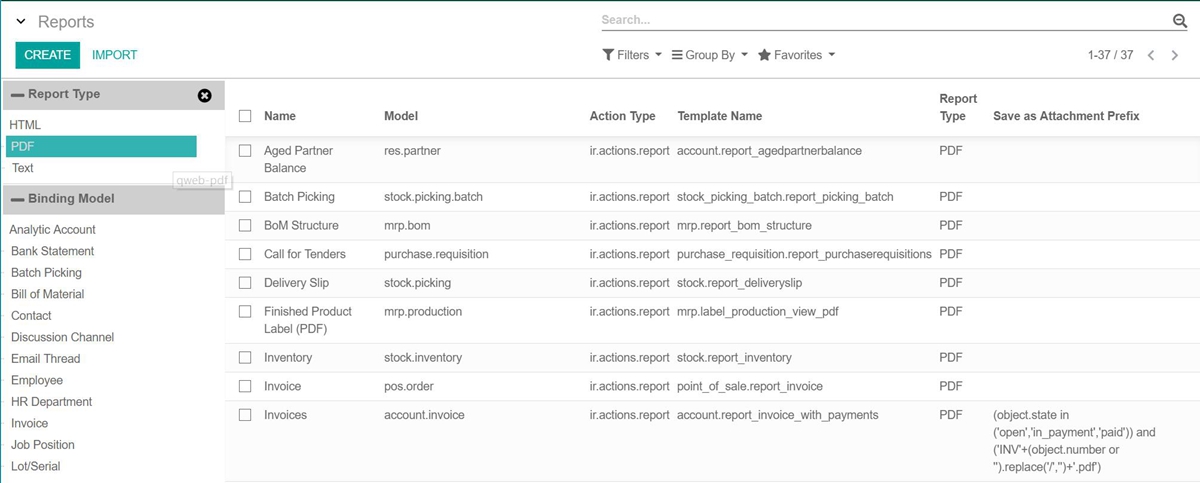 Reports
Search...
CREATE IMPORT
Filters Group By Favorites 1-37 / 37
Report Type
HTML
PDF
Text
qweb-pdf
Binding Model
Analytic Account
Bank Statement
Batch Picking
Bill of Material
Contact
Discussion Channel
Email Thread
Employee
HR Department
Invoice
Job Position
Lot/Serial
Name Model Action Type Template Name Report Type Save as Attachment Prefix
Aged Partner res.partner ir.actions.report account.report_agedpartnerbalance PDF
Balance
Batch Picking stock.picking.batch ir.actions.report stock_picking_batch.report_picking_batch PDF
BoM Structure mrp.bom ir.actions.report mrp.report_bom_structure PDF
Call for Tenders purchase.requisition ir.actions.report purchase_requisition.report_purchaserequisitions PDF
Delivery Slip stock.picking ir.actions.report stock.report_deliveryslip PDF
Finished Product mrp.production ir.actions.report mrp.label_production_view_pdf PDF
Label (PDF)
Inventory stock.inventory ir.actions.report stock.report_inventory PDF
Invoice pos.order ir.actions.report point_of_sale.report_invoice PDF
Invoices account.invoice ir.actions.report account.report_invoice_with_payments PDF (object.state in
('open','in_payment','paid')) and
('INV'+(object.number or
'').replace('/','')+'.pdf')